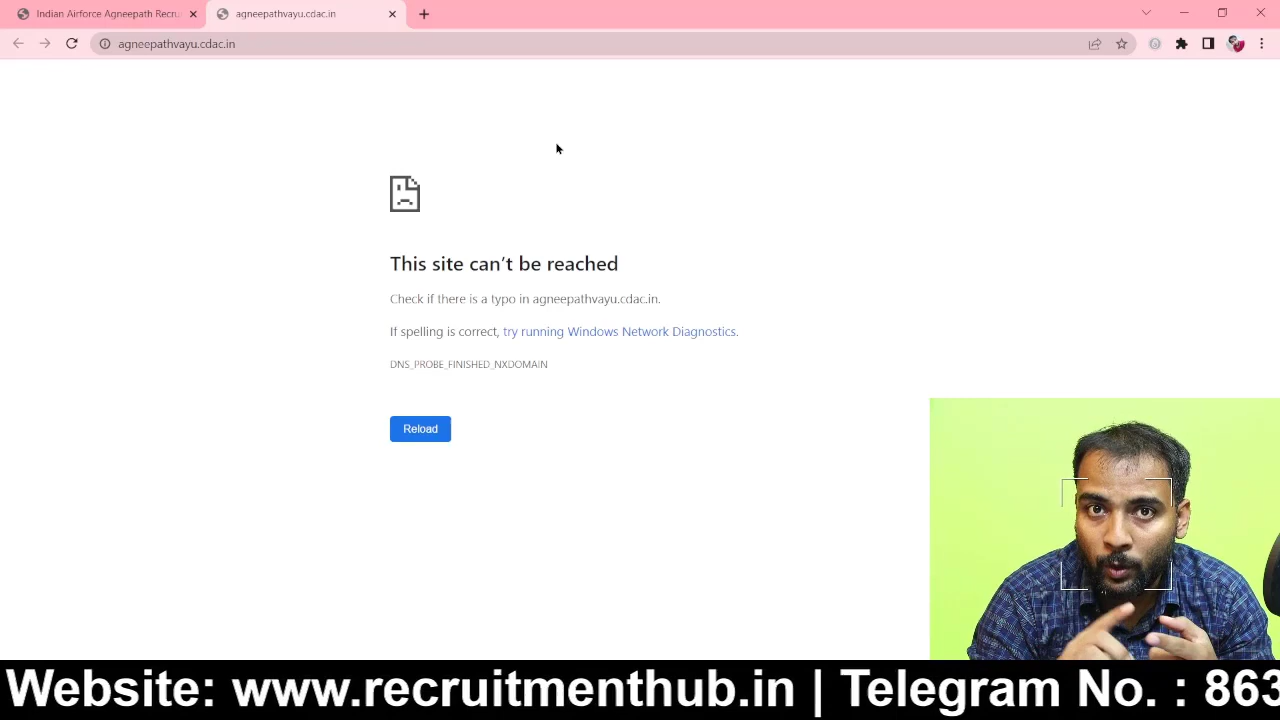 Indian Airforce Agneepath Recru
agneepathvayu.cdac.in
agneepathvayu.cdac.in
This site can't be reached
Check if there is a typo in agneepathvayu.cdac.in.
If spelling is correct, try running Windows Network Diagnostics.
DNS_PROBE_FINISHED_NXDOMAIN
Reload
Website: www.recruitmenthub.in | Telegram No. : 863